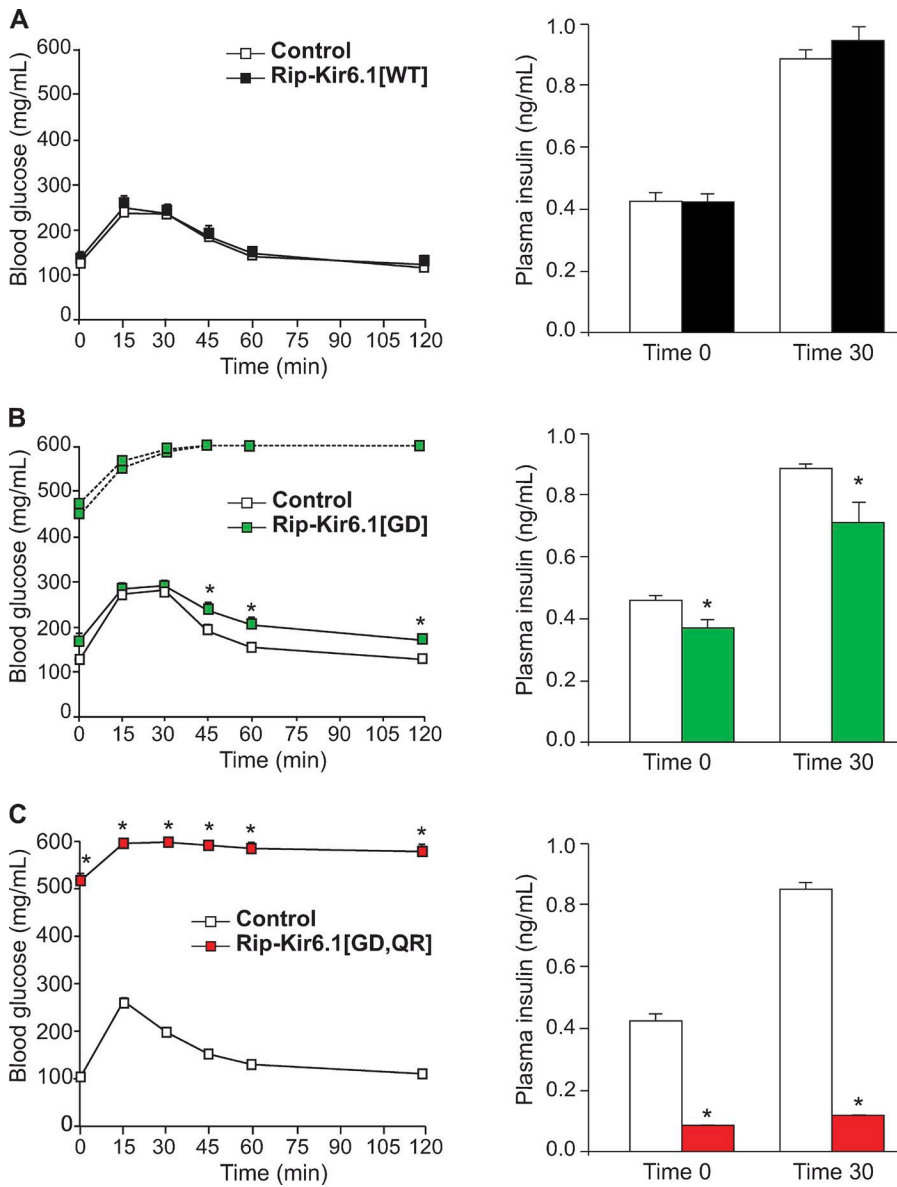 A
Blood glucose (mg/mL)
600
500
400
300
200
100
0
Control
Rip-Kir6.1[WT]
0 15 30 45 60 75 90 105 120
Time (min)
Plasma insulin (ng/mL)
1.0
0.8
0.6
0.4
0.2
0.0
Time 0 Time 30
B
Blood glucose (mg/mL)
600
500
400
300
200
100
0
Control
Rip-Kir6.1[GD]
* * *
0 15 30 45 60 75 90 105 120
Time (min)
Plasma insulin (ng/mL)
1.0
0.8
0.6
0.4
0.2
0.0
* *
Time 0 Time 30
C
Blood glucose (mg/mL)
600
500
400
300
200
100
0
* * * * * *
Control
Rip-Kir6.1[GD,QR]
0 15 30 45 60 75 90 105 120
Time (min)
Plasma insulin (ng/mL)
1.0
0.8
0.6
0.4
0.2
0.0
* *
Time 0 Time 30